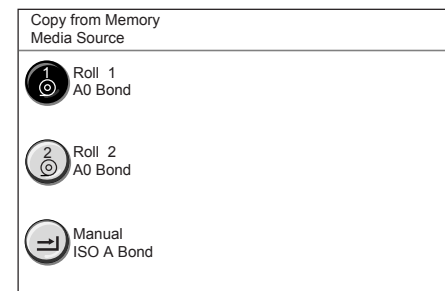 Copy from Memory
Media Source
1
Roll 1
A0 Bond
2
Roll 2
A0 Bond
Manual
ISO A Bond